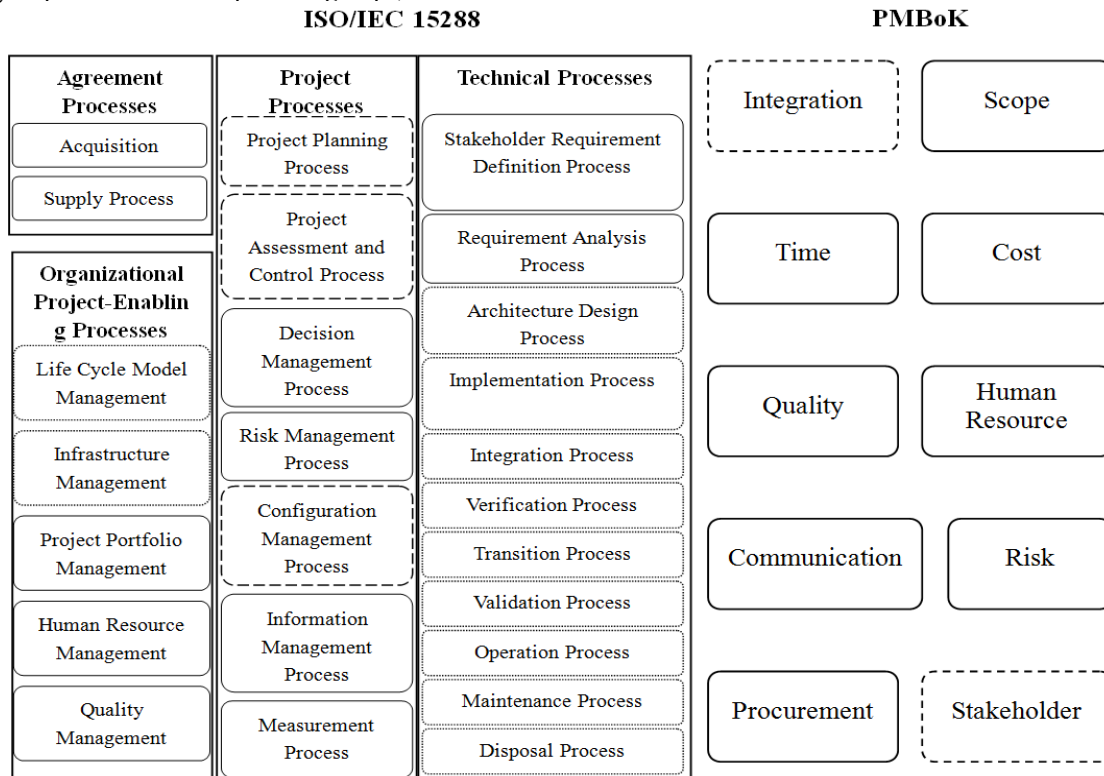 ISO/IEC 15288
PMBoK
Agreement
Processes
Acquisition
Supply Process
Organizational
Project-Enablin
g Processes
Life Cycle Model
Management
Infrastructure
Management
Project Portfolio
Management
Human Resource
Management
Quality
Management
Project
Processes
Project Planning
Process
Project
Assessment and
Control Process
Decision
Management
Process
Risk Management
Process
Configuration
Management
Process
Information
Management
Process
Measurement
Process
Technical Processes
Stakeholder Requirement
Definition Process
Requirement Analysis
Process
Architecture Design
Process
Implementation Process
Integration Process
Verification Process
Transition Process
Validation Process
Operation Process
Maintenance Process
Disposal Process
Integration
Scope
Time
Cost
Quality
Human
Resource
Communication
Risk
Procurement
Stakeholder